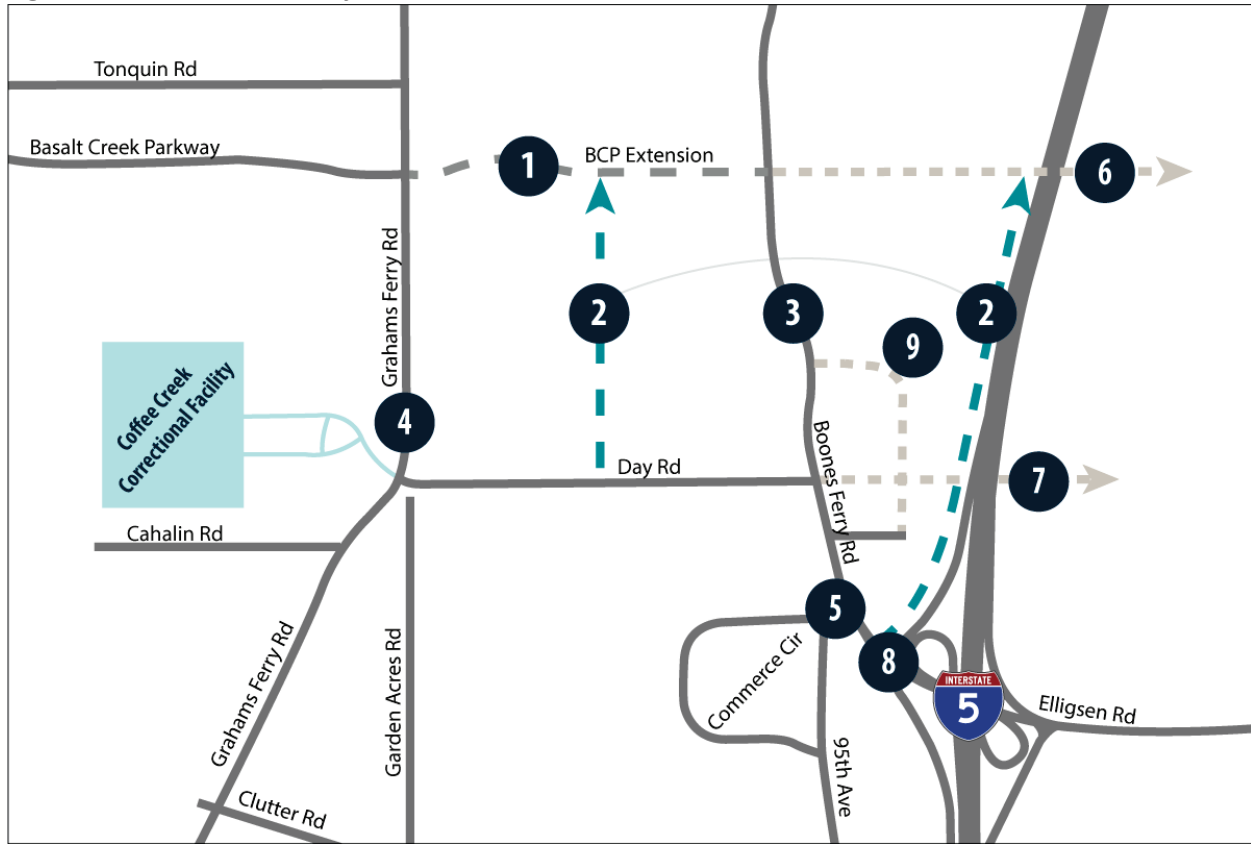 Tonquin Rd
Basalt Creek Parkway
1
BCP Extension
6
Grahams Ferry Rd
2
3
2
9
Coffee Creek
Correctional Facility
4
Boones Ferry Rd
Day Rd
7
Cahalin Rd
5
Grahams Ferry Rd
Garden Acres Rd
Commerce Cir
8
INTERSTATE
5
Elligsen Rd
95th Ave
Clutter Rd